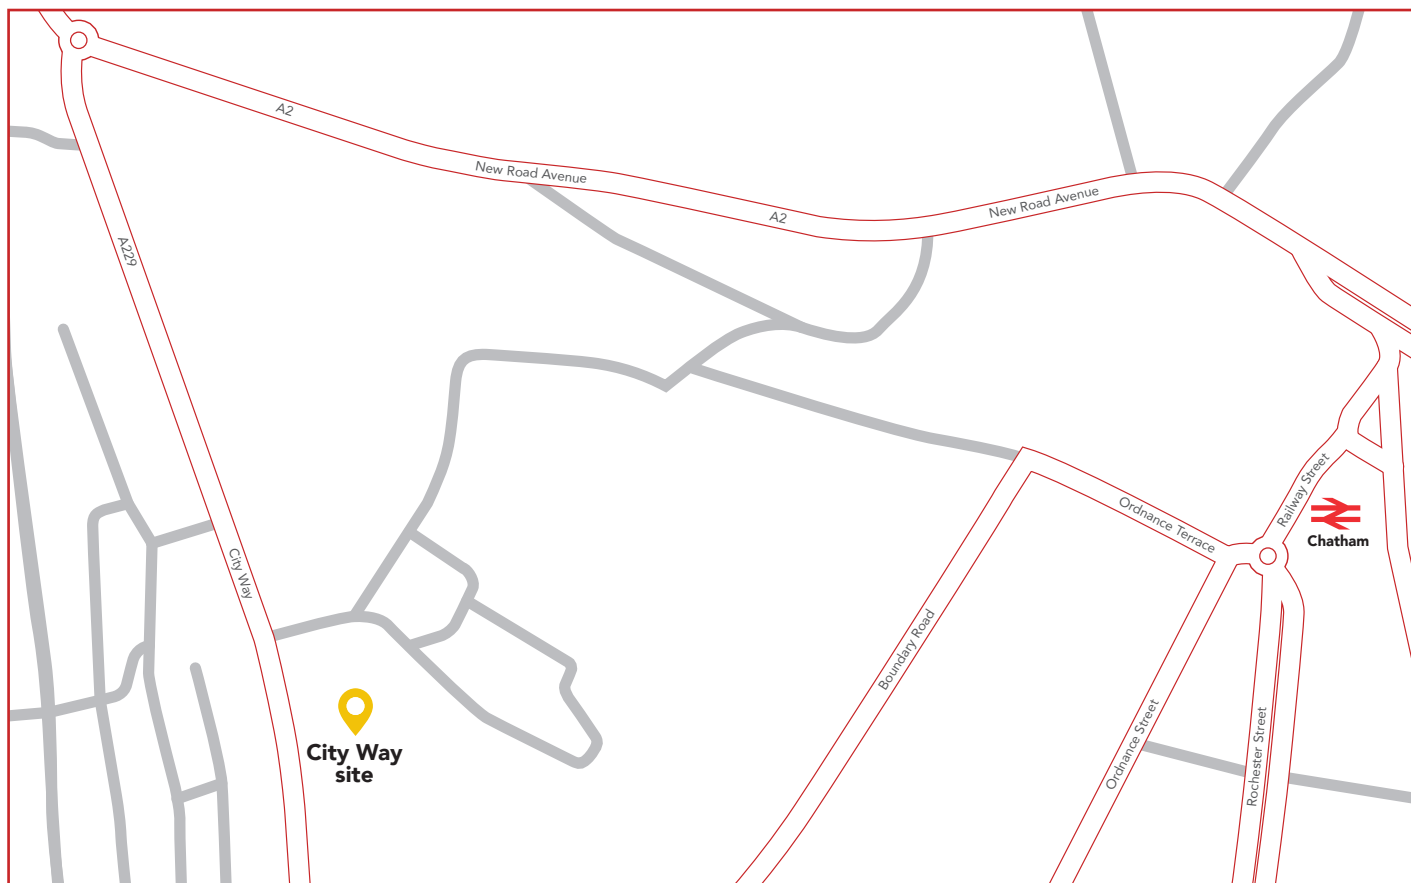 A2
New Road Avenue
A2
New Road Avenue
A229
City Way
Ordnance Terrace
Railway Street
Chatham
Boundary Road
Ordnance Street
Rochester Street
City Way
site